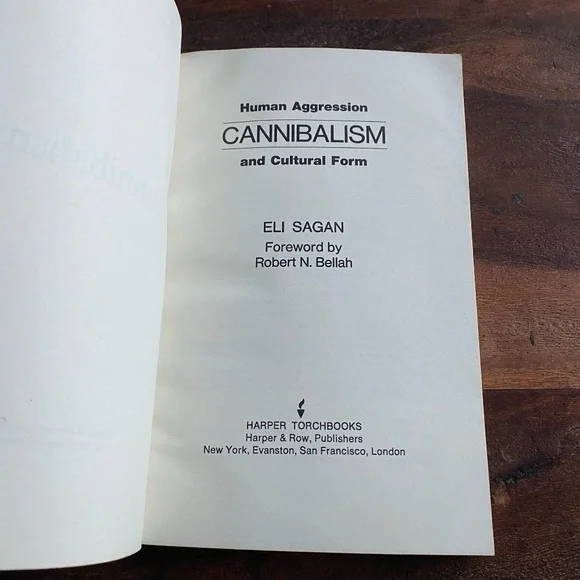 Human Aggression
CANNIBALISM
and Cultural Form
ELI SAGAN
Foreword by
Robert N. Bellah
HARPER TORCHBOOKS
Harper & Row, Publishers
New York, Evanston, San Francisco, London